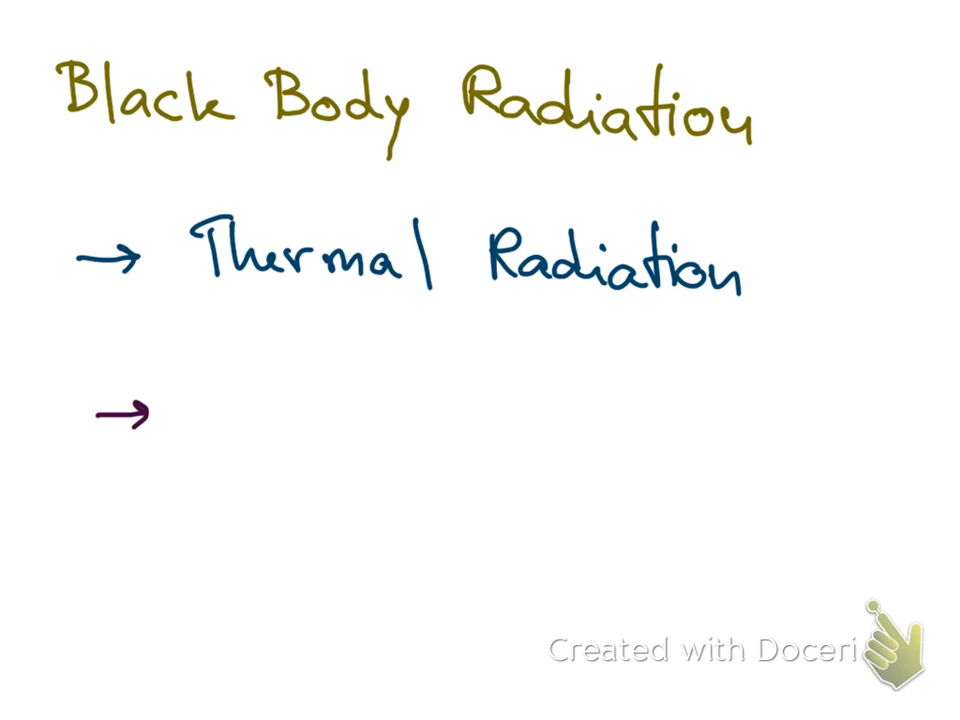 Black Body Radiation
→ Thermal Radiation
→
Created with Doceri